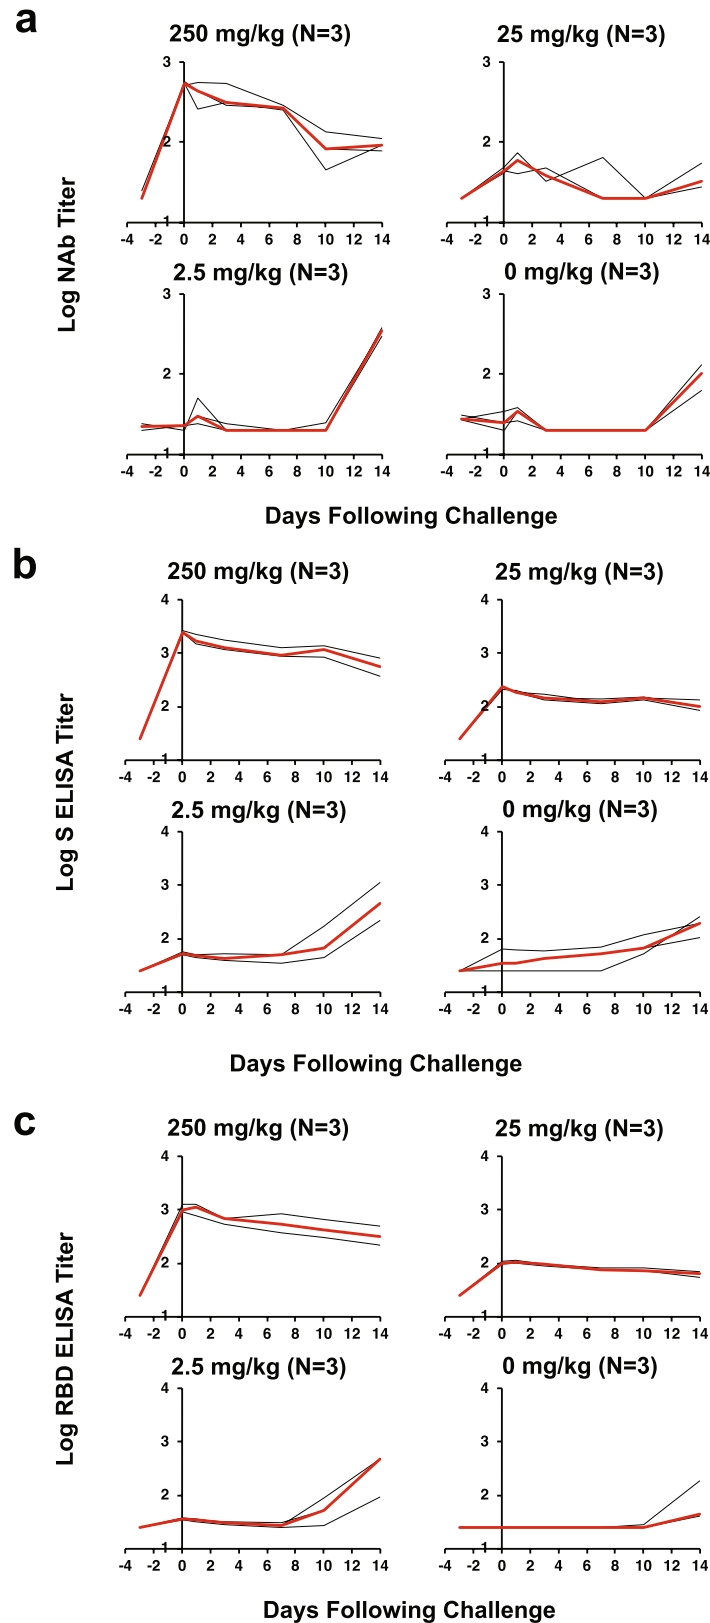 a
250 mg/kg (N=3) 25 mg/kg (N=3)
3 3
2 2
1 1
-4 -2 0 2 4 6 8 10 12 14 -4 -2 0 2 4 6 8 10 12 14
Log NAb Titer
2.5 mg/kg (N=3) 0 mg/kg (N=3)
3 3
2 2
1 1
-4 -2 0 2 4 6 8 10 12 14 -4 -2 0 2 4 6 8 10 12 14
Days Following Challenge
b
250 mg/kg (N=3) 25 mg/kg (N=3)
4 4
3 3
2 2
1 1
-4 -2 0 2 4 6 8 10 12 14 -4 -2 0 2 4 6 8 10 12 14
Log S ELISA Titer
2.5 mg/kg (N=3) 0 mg/kg (N=3)
4 4
3 3
2 2
1 1
-4 -2 0 2 4 6 8 10 12 14 -4 -2 0 2 4 6 8 10 12 14
Days Following Challenge
c
250 mg/kg (N=3) 25 mg/kg (N=3)
4 4
3 3
2 2
1 1
-4 -2 0 2 4 6 8 10 12 14 -4 -2 0 2 4 6 8 10 12 14
Log RBD ELISA Titer
2.5 mg/kg (N=3) 0 mg/kg (N=3)
4 4
3 3
2 2
1 1
-4 -2 0 2 4 6 8 10 12 14 -4 -2 0 2 4 6 8 10 12 14
Days Following Challenge